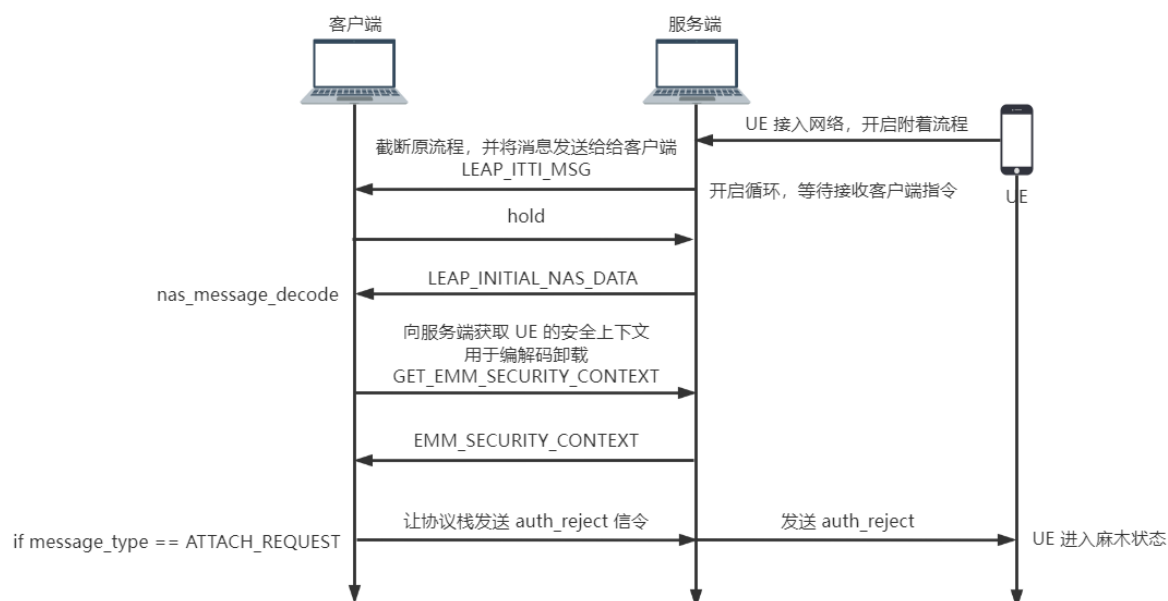 客户端
服务端
UE 接入网络，开启附着流程
截断原流程，并将消息发送给给客户端
LEAP_ITTI_MSG
开启循环，等待接收客户端指令
UE
hold
LEAP_INITIAL_NAS_DATA
nas_message_decode
向服务端获取 UE 的安全上下文
用于编解码卸载
GET_EMM_SECURITY_CONTEXT
EMM_SECURITY_CONTEXT
让协议栈发送 auth_reject 信令
发送 auth_reject
if message_type == ATTACH_REQUEST
UE 进入麻木状态